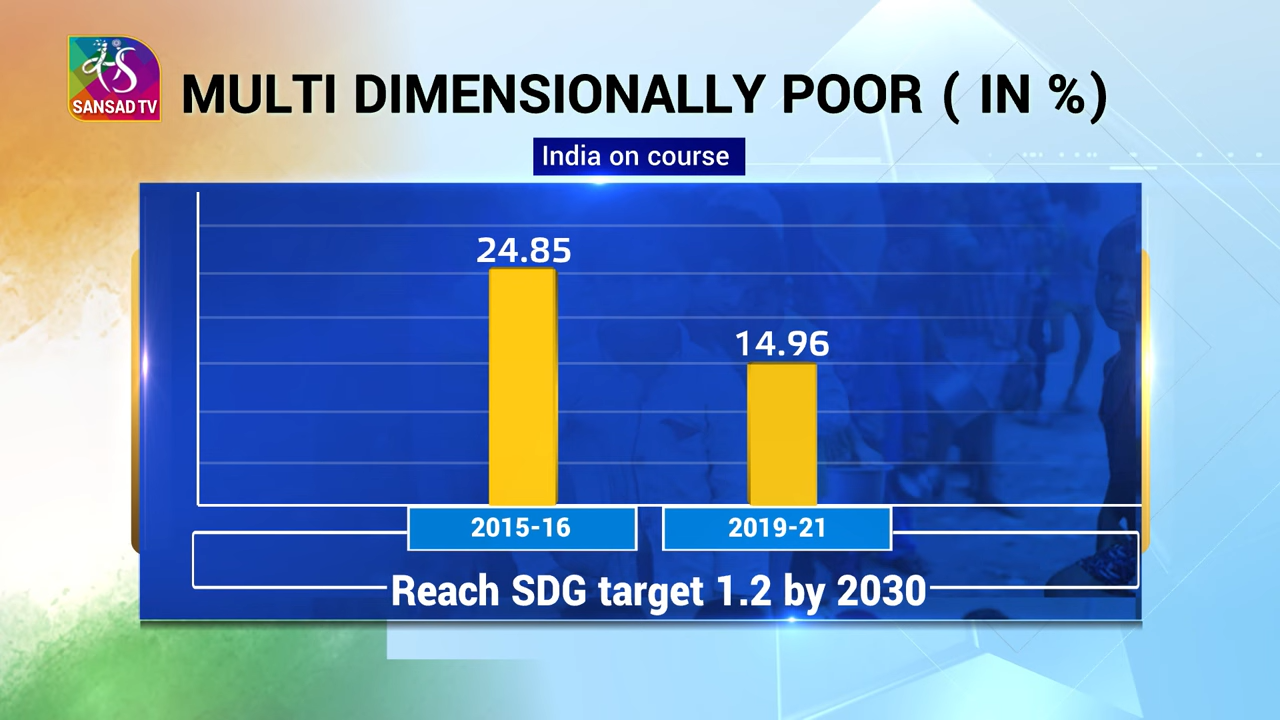 SANSAD TV
MULTI DIMENSIONALLY POOR ( IN %)
India on course
24.85
14.96
2015-16
2019-21
Reach SDG target 1.2 by 2030